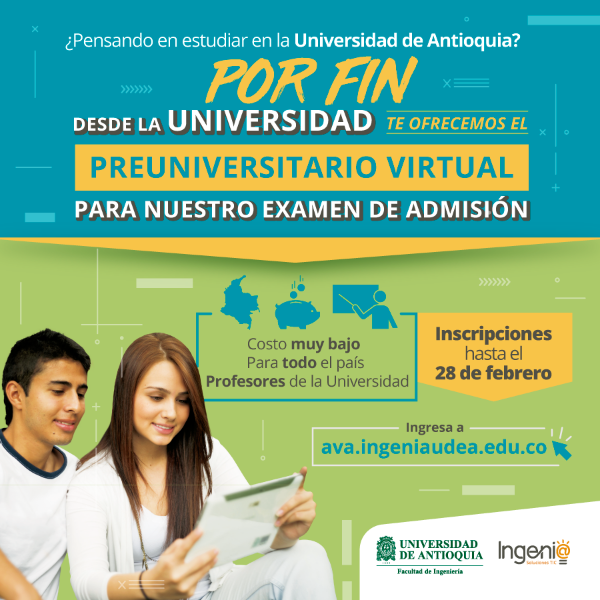 ¿Pensando en estudiar en la Universidad de Antioquia?
POR FIN
DESDE LA UNIVERSIDAD TE OFRECEMOS EL
PREUNIVERSITARIO VIRTUAL
PARA NUESTRO EXAMEN DE ADMISIÓN
Costo muy bajo
Para todo el país
Profesores de la Universidad
Inscripciones
hasta el
28 de febrero
Ingresa a
ava.ingeniaudea.edu.co
UNIVERSIDAD
DE ANTIOQUIA
Facultad de Ingeniería
Ingeni@
Soluciones TIC